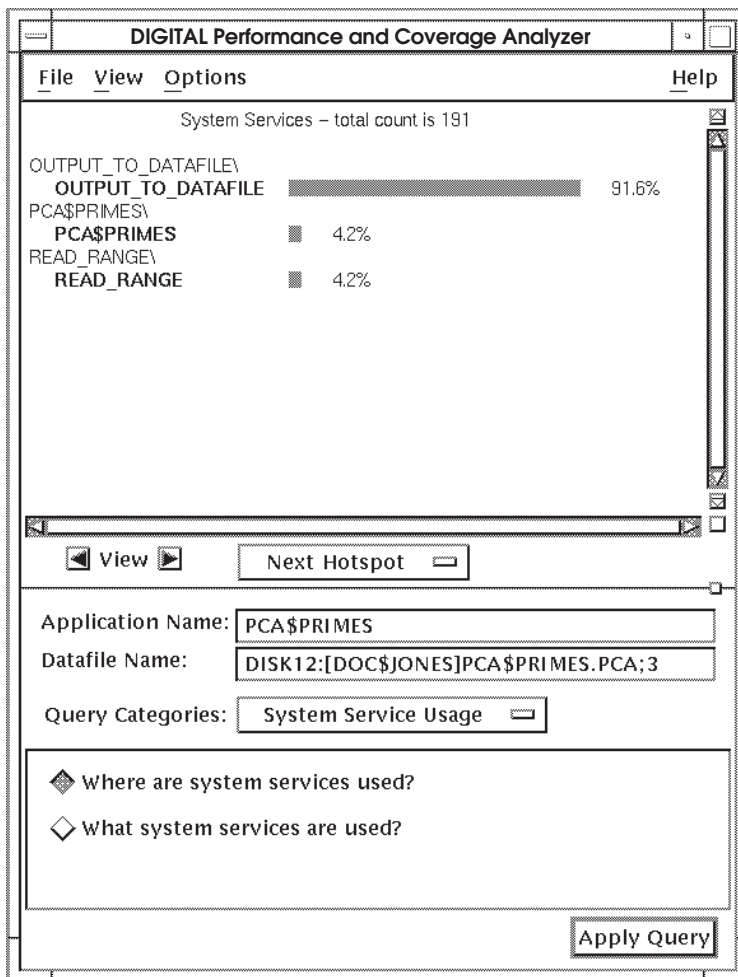 DIGITAL Performance and Coverage Analyzer
File View Options Help
System Services – total count is 191
OUTPUT_TO_DATAFILE\
OUTPUT_TO_DATAFILE 91.6%
PCA$PRIMES\
PCA$PRIMES 4.2%
READ_RANGE\
READ_RANGE 4.2%
View Next Hotspot
Application Name: PCA$PRIMES
Datafile Name: DISK12:[DOC$JONES]PCA$PRIMES.PCA;3
Query Categories: System Service Usage
Where are system services used?
What system services are used?
Apply Query